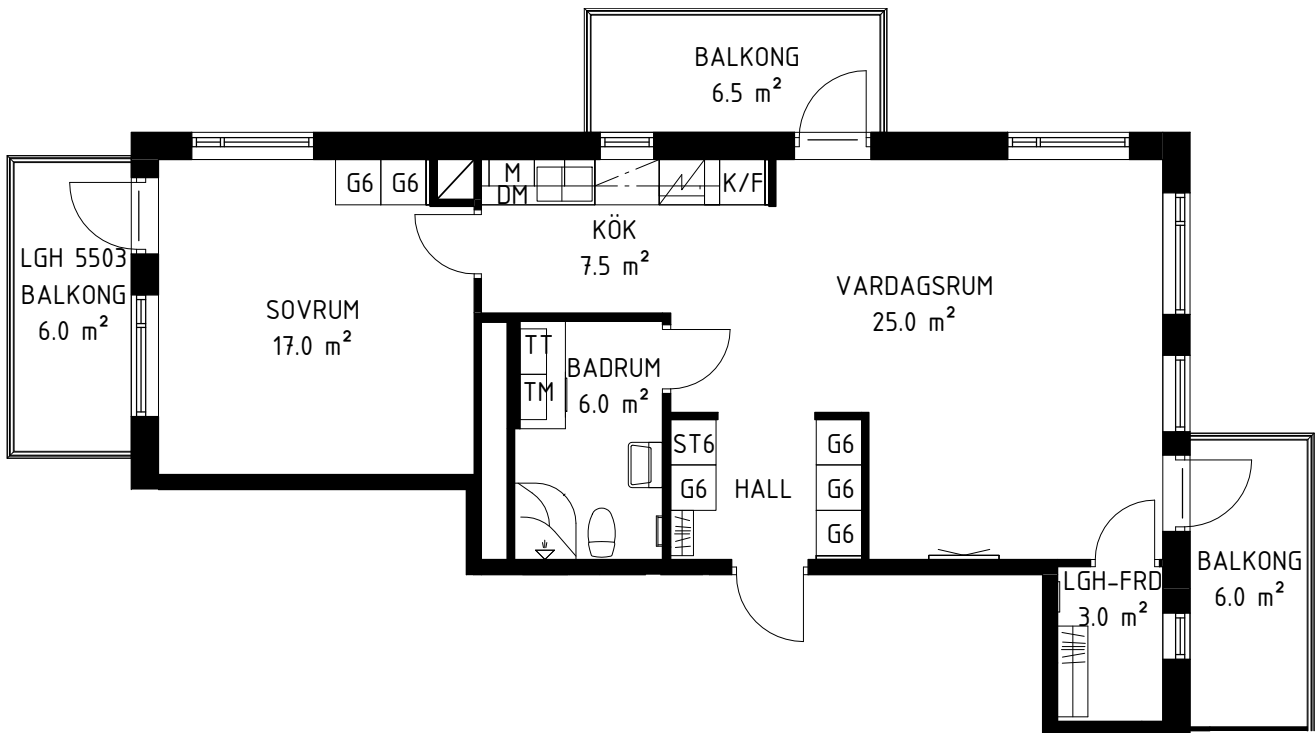 BALKONG
6.5 m²
G6
G6
M
DM
K/F
KÖK
7.5 m²
LGH 5503
BALKONG
6.0 m²
SOVRUM
17.0 m²
VARDAGSRUM
25.0 m²
TT
TM
BADRUM
6.0 m²
ST6
G6
HALL
G6
G6
G6
LGH-FRD
3.0 m²
BALKONG
6.0 m²